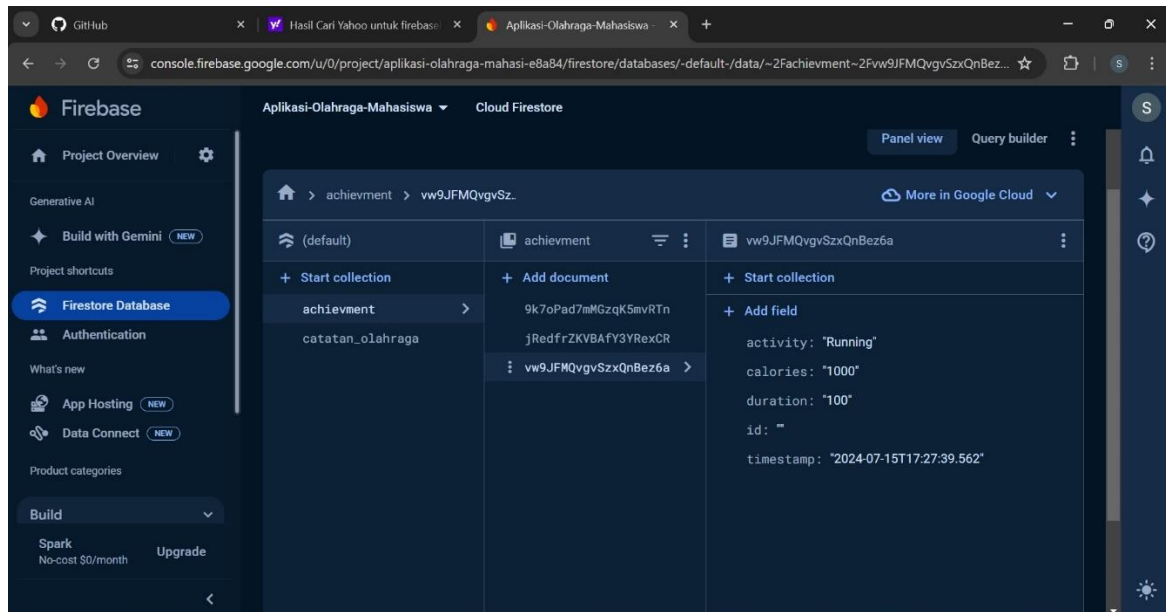 GitHub
Hasil Cari Yahoo untuk firebase
Aplikasi-Olahraga-Mahasiswa -
console.firebase.google.com/u/0/project/aplikasi-olahraga-mahasi-e8a84/firestore/databases/-default-/data/~2Fachievment~2Fvw9JFMQvgvSzxQnBez...
S
Firebase
Aplikasi-Olahraga-Mahasiswa
Cloud Firestore
S
Project Overview
Panel view
Query builder
Generative AI
Build with Gemini NEW
Project shortcuts
Firestore Database
Authentication
What's new
App Hosting NEW
Data Connect NEW
Product categories
Build
Spark
No-cost $0/month
Upgrade
> achievment > vw9JFMQvgvSz..
More in Google Cloud
(default)
+ Start collection
achievment
catatan_olahraga
achievment
+ Add document
9k7oPad7mMGzqK5mvRTn
jRedfrZKVBAfY3YRexCR
vw9JFMQvgvSzxQnBez6a
vw9JFMQvgvSzxQnBez6a
+ Start collection
+ Add field
activity: "Running"
calories: "1000"
duration: "100"
id: ""
timestamp: "2024-07-15T17:27:39.562"